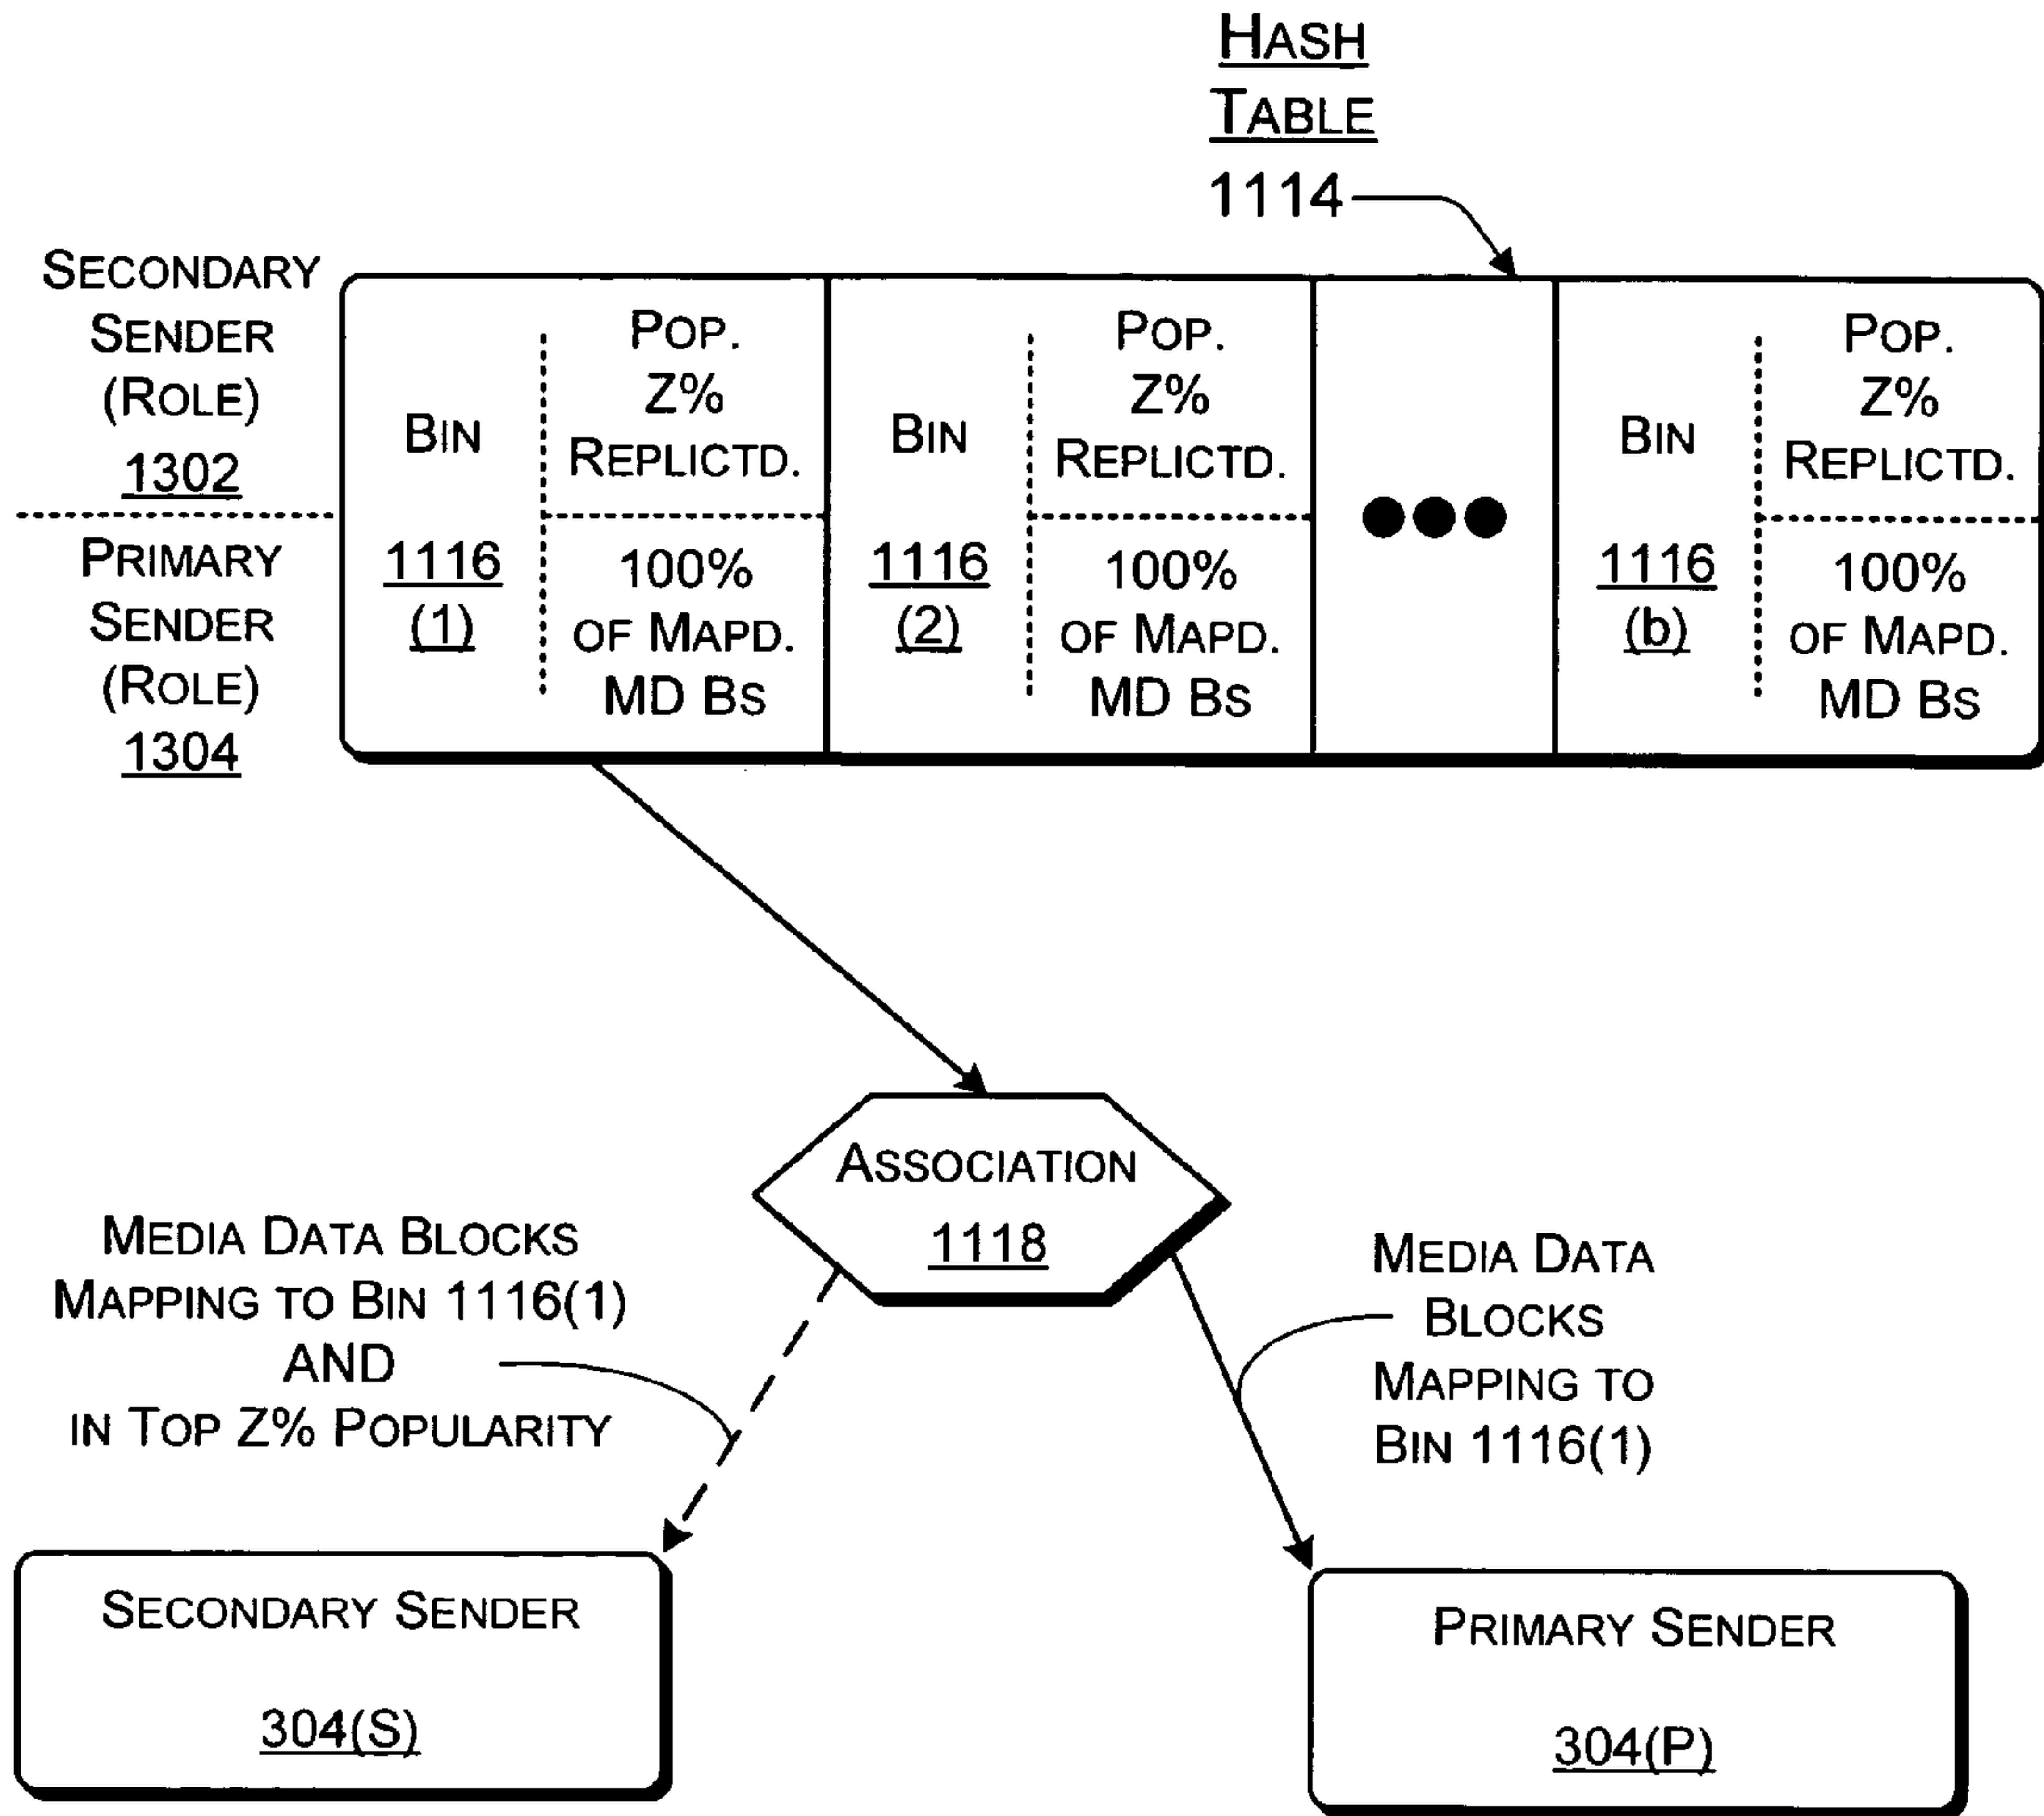 HASH
TABLE
1114
SECONDARY
SENDER
(ROLE)
1302
PRIMARY
SENDER
(ROLE)
1304
BIN
1116
(1)
POP.
Z%
REPLICTD.
100%
OF MAPD.
MD BS
BIN
1116
(2)
POP.
Z%
REPLICTD.
100%
OF MAPD.
MD BS
BIN
1116
(b)
POP.
Z%
REPLICTD.
100%
OF MAPD.
MD BS
ASSOCIATION
1118
MEDIA DATA BLOCKS
MAPPING TO BIN 1116(1)
AND
IN TOP Z% POPULARITY
MEDIA DATA
BLOCKS
MAPPING TO
BIN 1116(1)
SECONDARY SENDER
304(S)
PRIMARY SENDER
304(P)